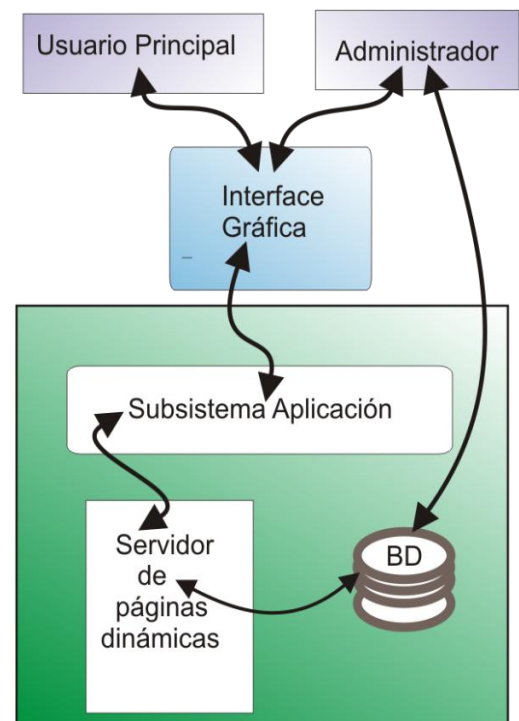 Usuario Principal
Administrador
Interface
Gráfica
Subsistema Aplicación
Servidor
de
páginas
dinámicas
BD